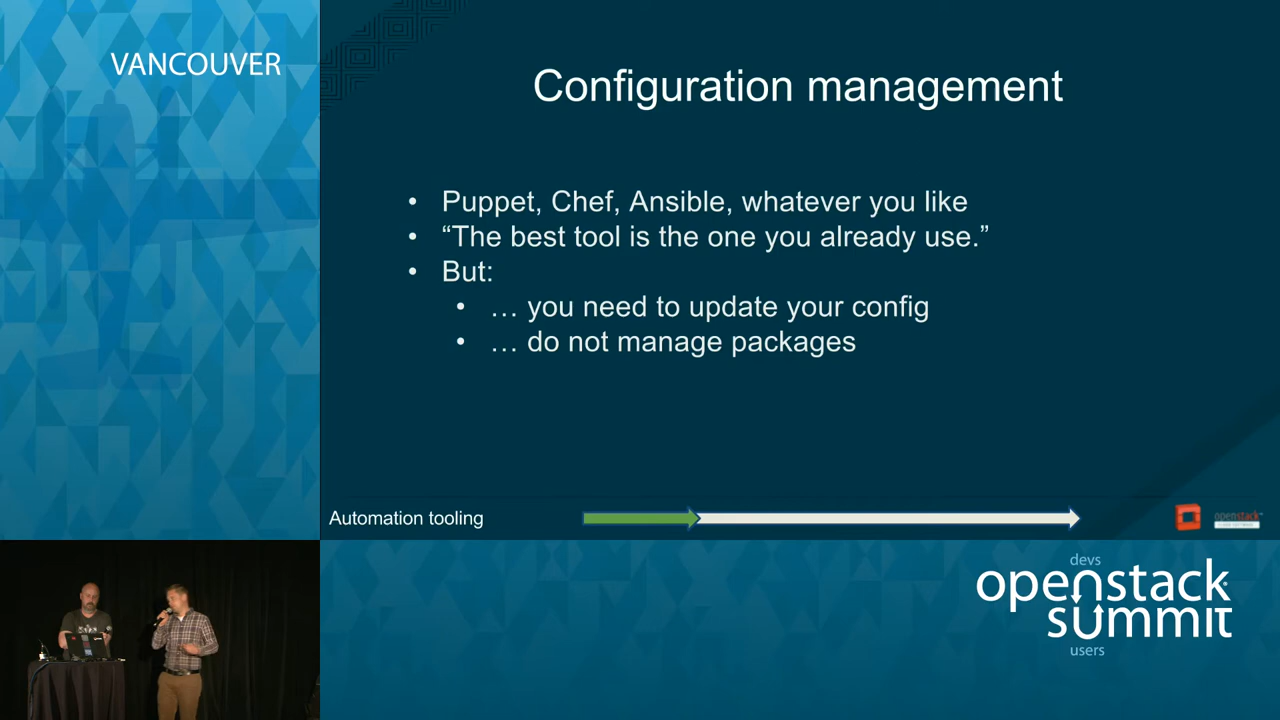 VANCOUVER
Configuration management
• Puppet, Chef, Ansible, whatever you like
• “The best tool is the one you already use.”
• But:
• … you need to update your config
• … do not manage packages
Automation tooling
openstack
devs
openstack
summit
users